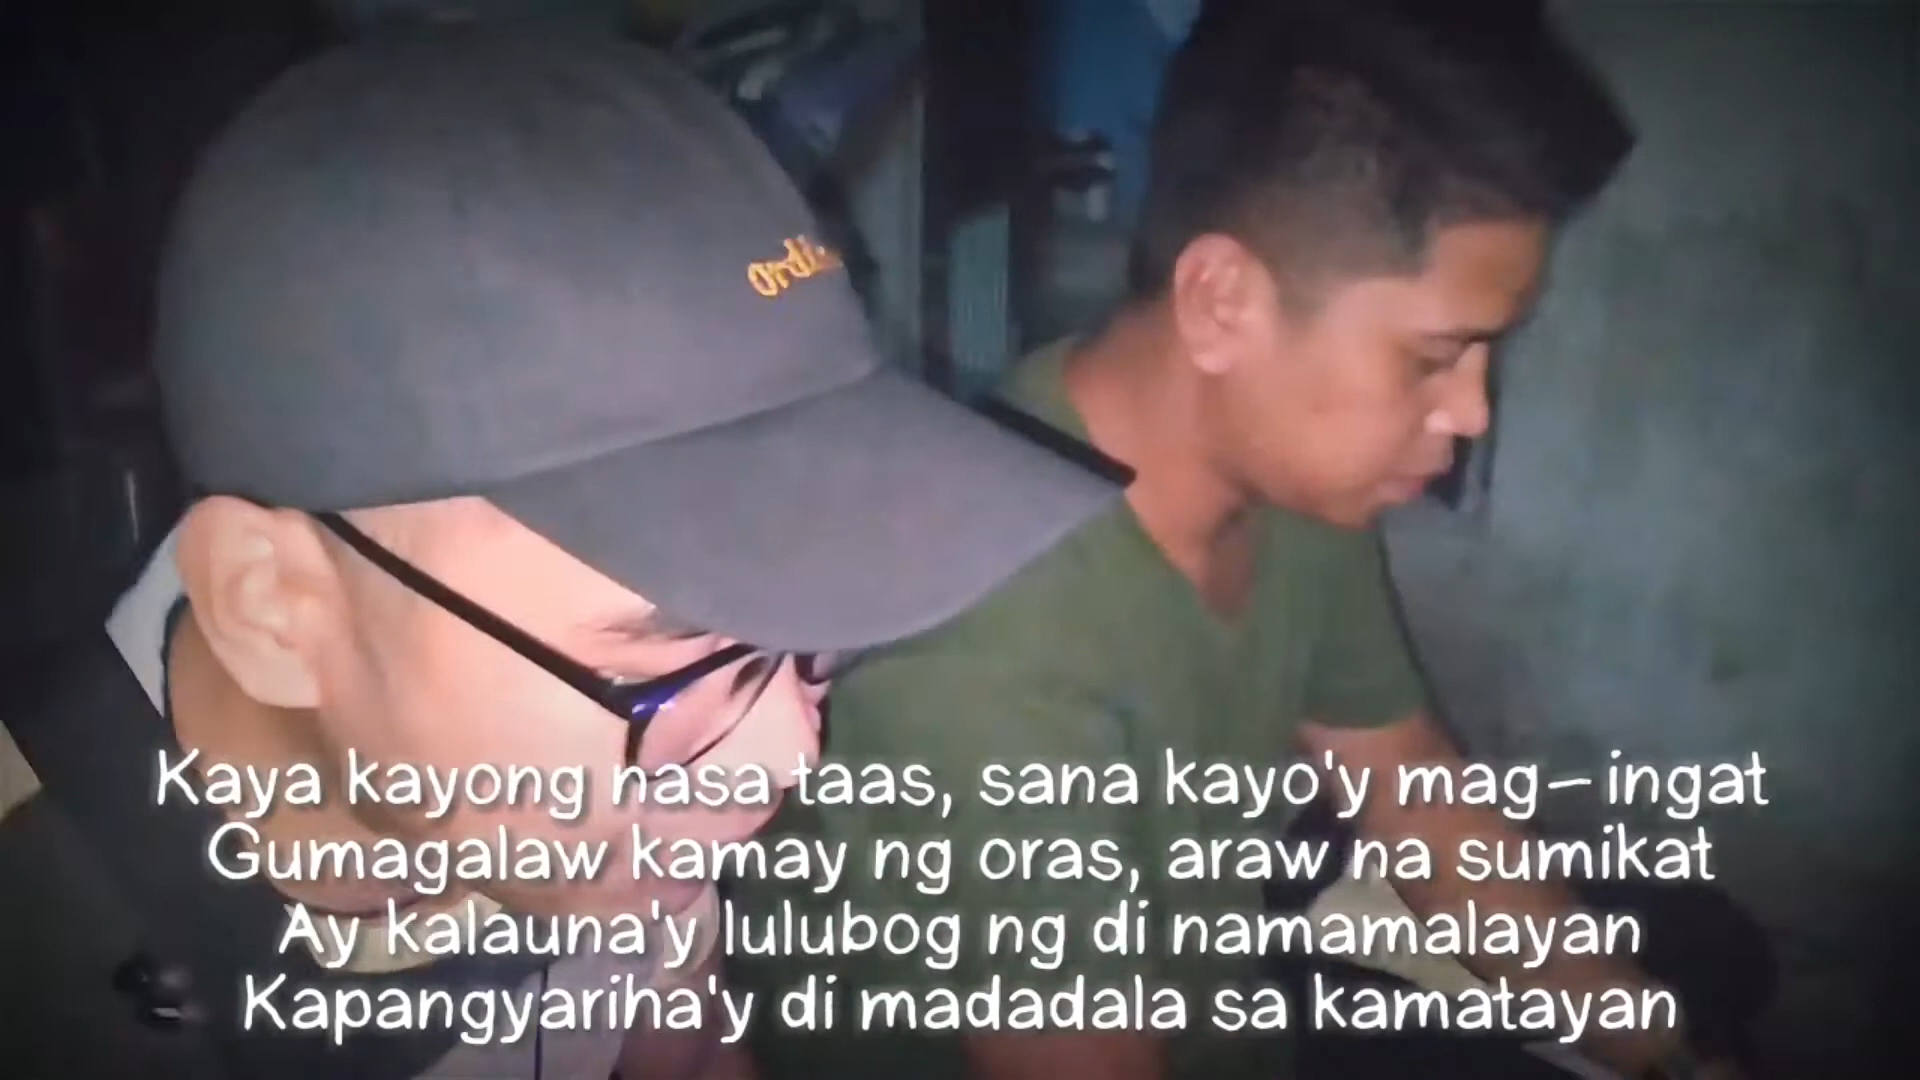 ordi
Kaya kayong nasa taas, sana kayo'y mag-ingat
Gumagalaw kamay ng oras, araw na sumikat
Ay kalauna'y lulubog ng di namamalayan
Kapangyariha'y di madadala sa kamatayan